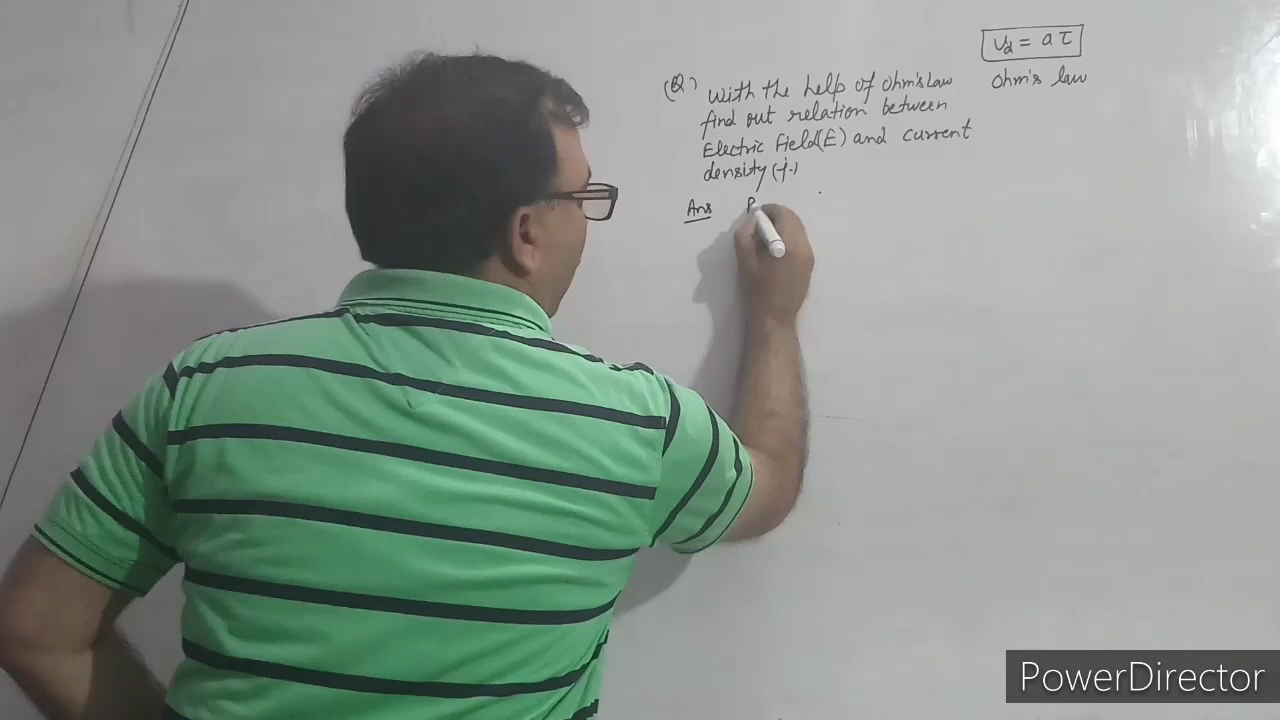 (Q) With the help of ohm's law
find out relation between
Electric field(E) and current
density (j.)
Ans
V_d = a τ
ohm's law
PowerDirector